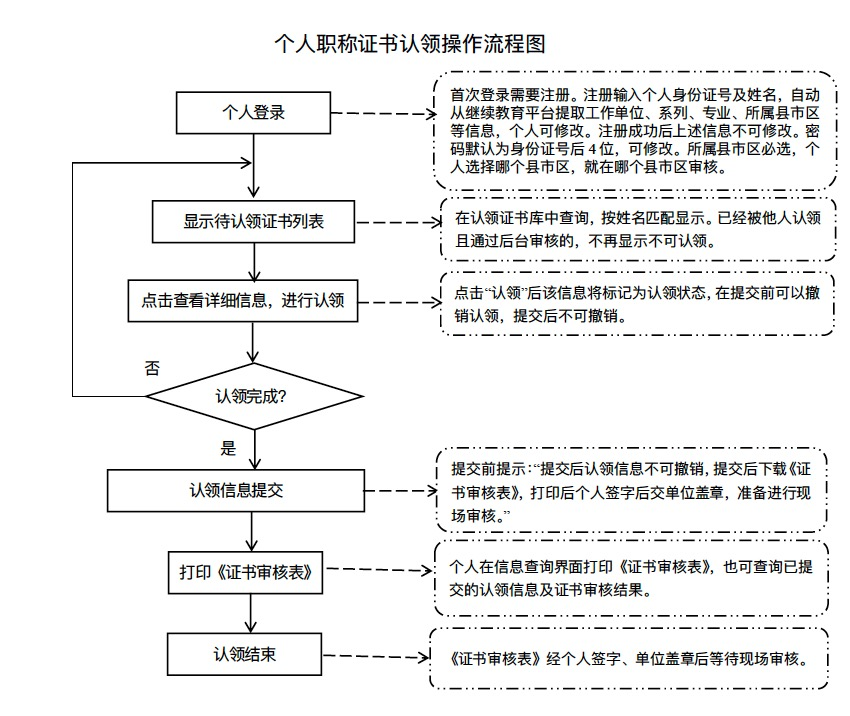 个人职称证书认领操作流程图
个人登录
首次登录需要注册。注册输入个人身份证号及姓名，自动
从继续教育平台提取工作单位、系列、专业、所属县市区
等信息，个人可修改。注册成功后上述信息不可修改。密
码默认为身份证号后 4 位，可修改。所属县市区必选，个
人选择哪个县市区，就在哪个县市区审核。
显示待认领证书列表
在认领证书库中查询，按姓名匹配显示。已经被他人认领
且通过后台审核的，不再显示不可认领。
点击查看详细信息，进行认领
点击“认领”后该信息将标记为认领状态，在提交前可以撤
销认领，提交后不可撤销。
否
认领完成?
是
认领信息提交
提交前提示：“提交后认领信息不可撤销，提交后下载《证
书审核表》，打印后个人签字后交单位盖章，准备进行现
场审核。”
打印《证书审核表》
个人在信息查询界面打印《证书审核表》，也可查询已提
交的认领信息及证书审核结果。
认领结束
《证书审核表》经个人签字、单位盖章后等待现场审核。